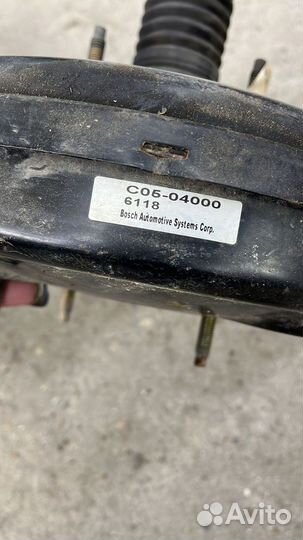 C05-04000
6118
Bosch Automotive Systems Corp.
Avito